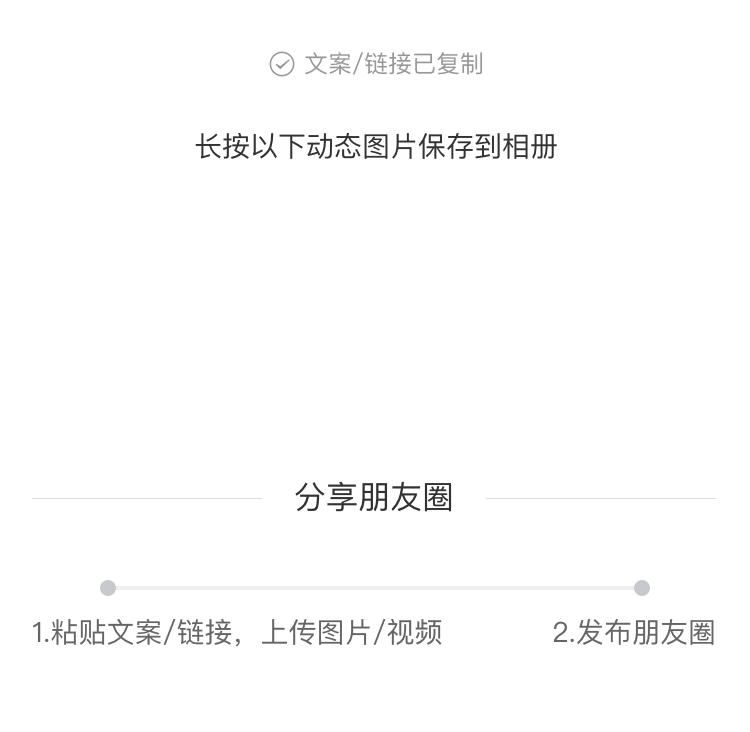 文案/链接已复制
长按以下动态图片保存到相册
分享朋友圈
1.粘贴文案/链接，上传图片/视频
2.发布朋友圈